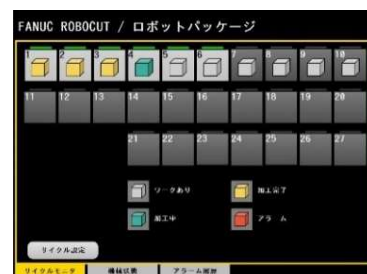 FANUC ROBOCUT / ロボットパッケージ
1 2 3 4 5 6 7 8 9 10
11 12 13 14 15 16 17 18 19 20
21 22 23 24 25 26 27
ワークあり 加工完了
加工中 アラーム
サイクル設定
サイクルモニタ 機械状態 アラーム履歴